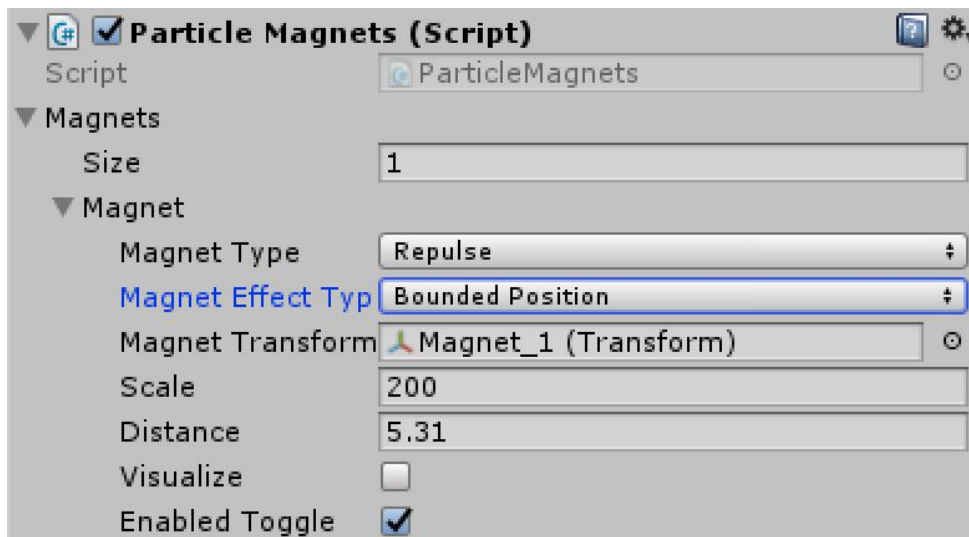 Particle Magnets (Script)
Script ParticleMagnets
Magnets
Size 1
Magnet
Magnet Type Repulse
Magnet Effect Typ Bounded Position
Magnet Transform Magnet_1 (Transform)
Scale 200
Distance 5.31
Visualize
Enabled Toggle